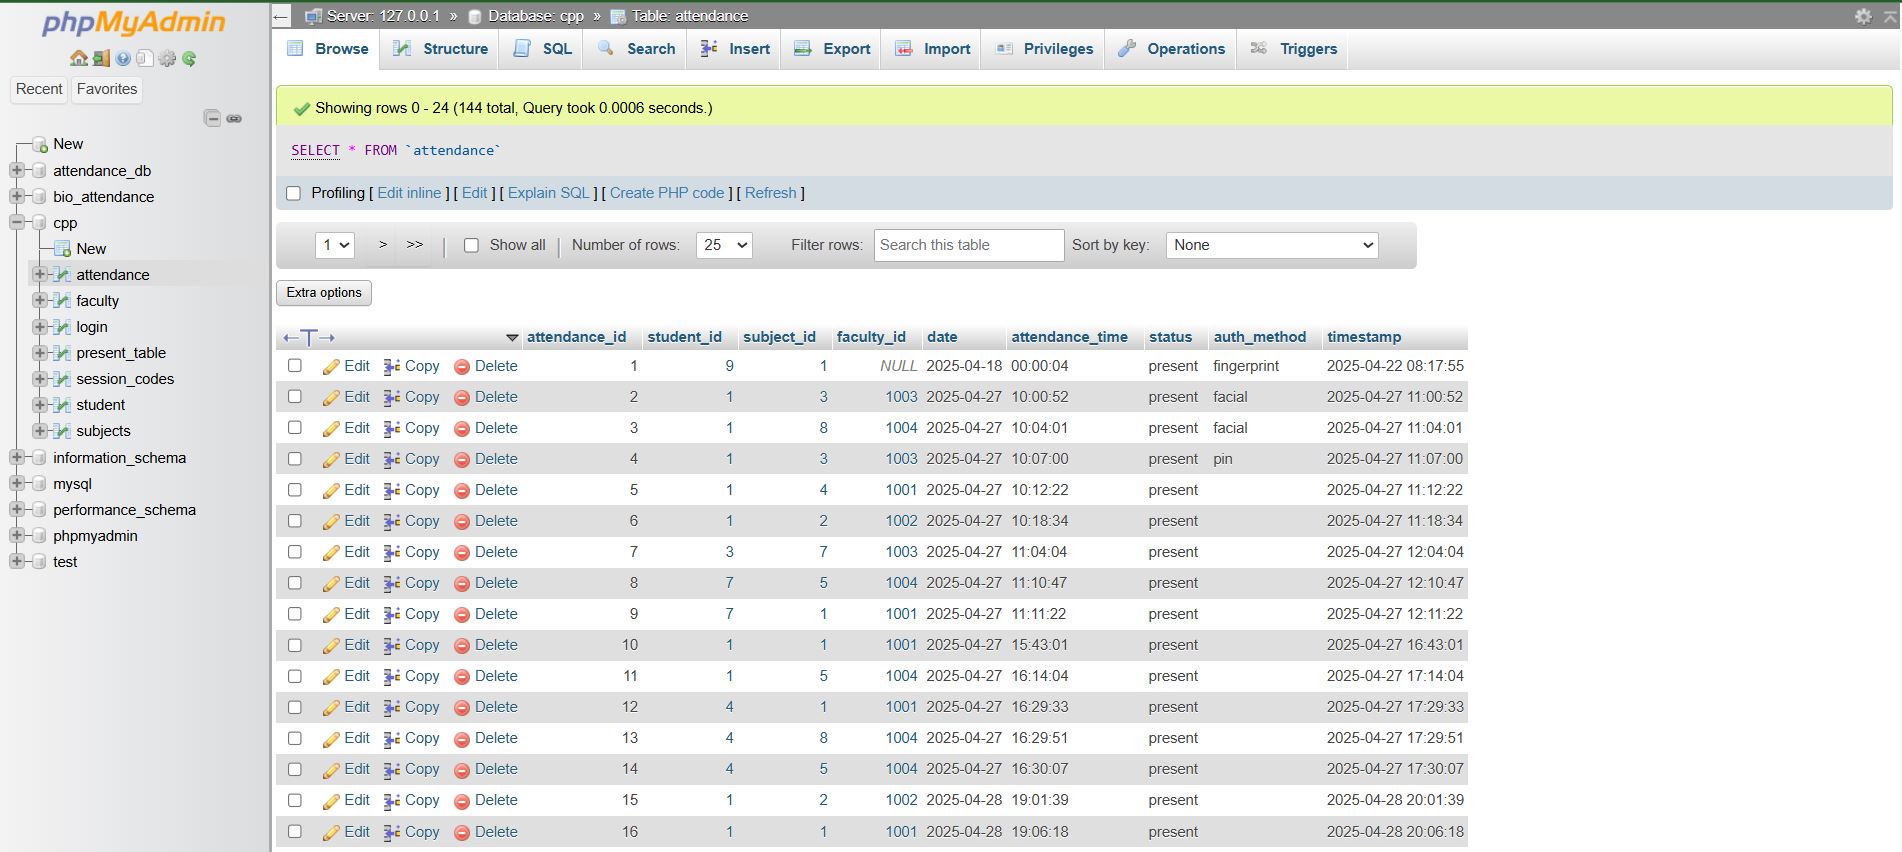 phpMyAdmin
Recent Favorites
New
attendance_db
bio_attendance
cpp
New
attendance
faculty
login
present_table
session_codes
student
subjects
information_schema
mysql
performance_schema
phpmyadmin
test
Server: 127.0.0.1 » Database: cpp » Table: attendance
Browse Structure SQL Search Insert Export Import Privileges Operations Triggers
Showing rows 0 - 24 (144 total, Query took 0.0006 seconds.)
SELECT * FROM `attendance`
Profiling [ Edit inline ] [ Edit ] [ Explain SQL ] [ Create PHP code ] [ Refresh ]
1 > >> | Show all | Number of rows: 25 Filter rows: Search this table Sort by key: None
Extra options
←T→ attendance_id student_id subject_id faculty_id date attendance_time status auth_method timestamp
Edit Copy Delete 1 9 1 NULL 2025-04-18 00:00:04 present fingerprint 2025-04-22 08:17:55
Edit Copy Delete 2 1 3 1003 2025-04-27 10:00:52 present facial 2025-04-27 11:00:52
Edit Copy Delete 3 1 8 1004 2025-04-27 10:04:01 present facial 2025-04-27 11:04:01
Edit Copy Delete 4 1 3 1003 2025-04-27 10:07:00 present pin 2025-04-27 11:07:00
Edit Copy Delete 5 1 4 1001 2025-04-27 10:12:22 present 2025-04-27 11:12:22
Edit Copy Delete 6 1 2 1002 2025-04-27 10:18:34 present 2025-04-27 11:18:34
Edit Copy Delete 7 3 7 1003 2025-04-27 11:04:04 present 2025-04-27 12:04:04
Edit Copy Delete 8 7 5 1004 2025-04-27 11:10:47 present 2025-04-27 12:10:47
Edit Copy Delete 9 7 1 1001 2025-04-27 11:11:22 present 2025-04-27 12:11:22
Edit Copy Delete 10 1 1 1001 2025-04-27 15:43:01 present 2025-04-27 16:43:01
Edit Copy Delete 11 1 5 1004 2025-04-27 16:14:04 present 2025-04-27 17:14:04
Edit Copy Delete 12 4 1 1001 2025-04-27 16:29:33 present 2025-04-27 17:29:33
Edit Copy Delete 13 4 8 1004 2025-04-27 16:29:51 present 2025-04-27 17:29:51
Edit Copy Delete 14 4 5 1004 2025-04-27 16:30:07 present 2025-04-27 17:30:07
Edit Copy Delete 15 1 2 1002 2025-04-28 19:01:39 present 2025-04-28 20:01:39
Edit Copy Delete 16 1 1 1001 2025-04-28 19:06:18 present 2025-04-28 20:06:18